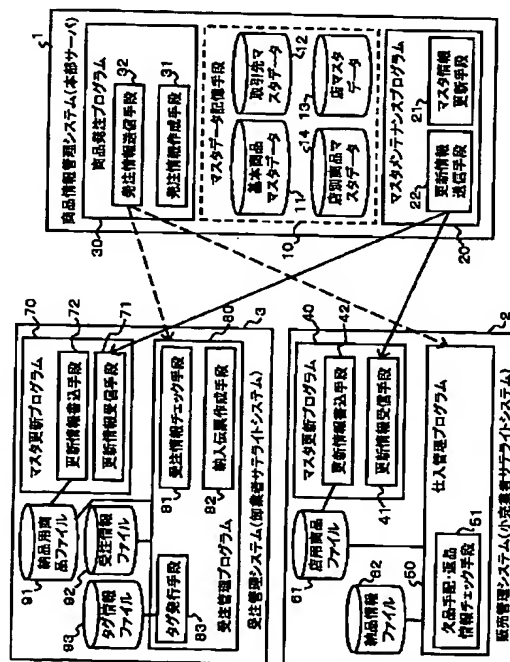 1
商品情報管理システム(本部サーバ)
30
商品発注プログラム
発注情報送信手段
32
発注情報作成手段
31
10
マスタデータ記憶手段
基本商品
マスタデータ
11
取引先マ
スタデータ
12
店別商品マ
スタデータ
14
店マスタ
データ
13
20
マスタメンテナンスプログラム
更新情報
送信手段
22
マスタ情報
更新手段
21
3
受注管理システム(卸業者サテライトシステム)
70
マスタ更新プログラム
更新情報書込手段
72
更新情報受信手段
71
納品用商
品ファイル
91
受注情報
ファイル
92
タグ情報
ファイル
93
80
受注管理プログラム
受注情報チェック手段
81
納入伝票作成手段
82
タグ発行手段
83
2
販売管理システム(小売業者サテライトシステム)
40
マスタ更新プログラム
更新情報書込手段
42
更新情報受信手段
41
店用商品
ファイル
61
納品情報
ファイル
62
50
仕入管理プログラム
欠品手配・返品
情報チェック手段
51